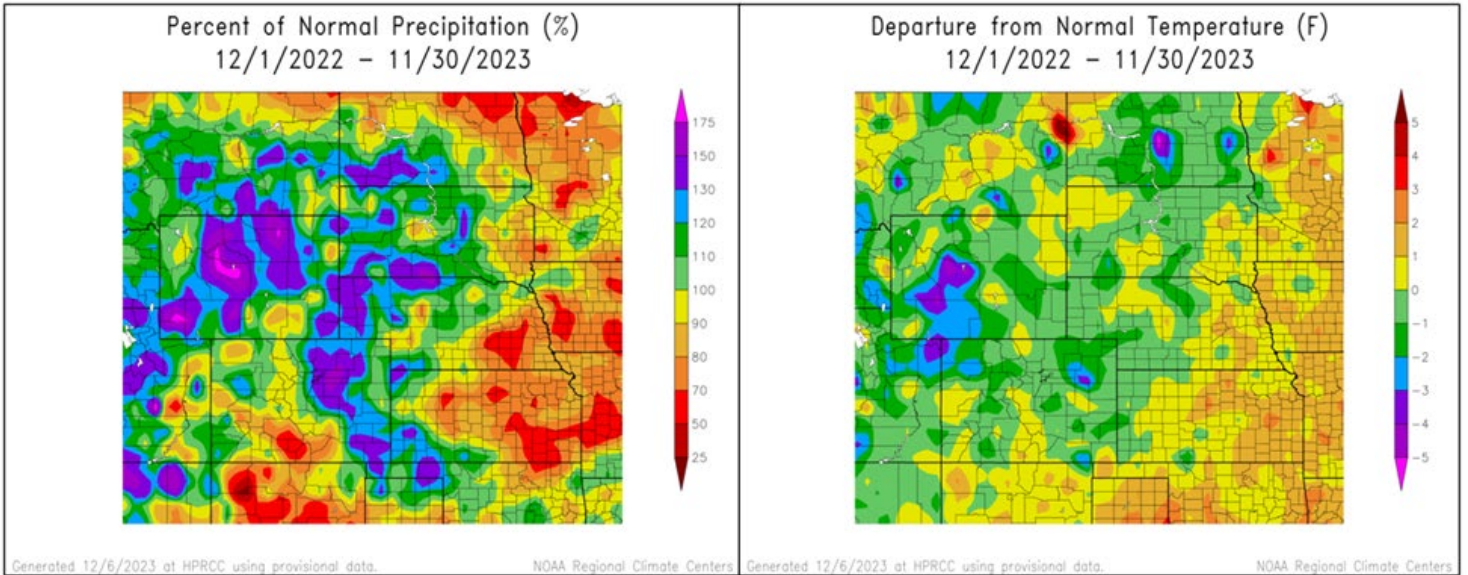 Percent of Normal Precipitation (%)
12/1/2022 – 11/30/2023
175
150
130
120
110
100
90
80
70
50
25
Generated 12/6/2023 at HPRCC using provisional data.
NOAA Regional Climate Centers
Departure from Normal Temperature (F)
12/1/2022 – 11/30/2023
5
4
3
2
1
0
-1
-2
-3
-4
-5
Generated 12/6/2023 at HPRCC using provisional data.
NOAA Regional Climate Centers